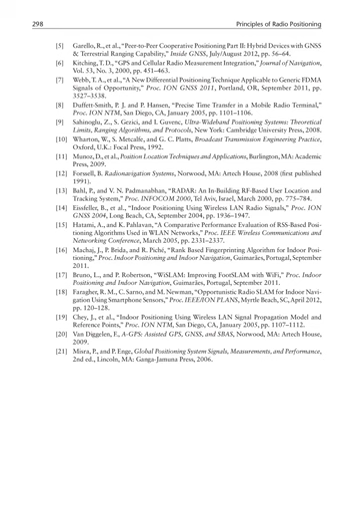 298 Principles of Radio Positioning
[5] Garello, R., et al., "Peer-to-Peer Cooperative Positioning Part II: Hybrid Devices with GNSS
& Terrestrial Ranging Capability," Inside GNSS, July/August 2012, pp. 56–64.
[6] Kitching, T. D., "GPS and Cellular Radio Measurement Integration," Journal of Navigation,
Vol. 53, No. 3, 2000, pp. 451–463.
[7] Webb, T. A., et al., "A New Differential Positioning Technique Applicable to Generic FDMA
Signals of Opportunity," Proc. ION GNSS 2011, Portland, OR, September 2011, pp.
3527–3538.
[8] Duffett-Smith, P. J. and P. Hansen, "Precise Time Transfer in a Mobile Radio Terminal,"
Proc. ION NTM, San Diego, CA, January 2005, pp. 1101–1106.
[9] Sahinoglu, Z., S. Gezici, and I. Guvenc, Ultra-Wideband Positioning Systems: Theoretical
Limits, Ranging Algorithms, and Protocols, New York: Cambridge University Press, 2008.
[10] Wharton, W., S. Metcalfe, and G. C. Platts, Broadcast Transmission Engineering Practice,
Oxford, U.K.: Focal Press, 1992.
[11] Munoz, D., et al., Position Location Techniques and Applications, Burlington, MA: Academic
Press, 2009.
[12] Forssell, B. Radionavigation Systems, Norwood, MA: Artech House, 2008 (first published
1991).
[13] Bahl, P., and V. N. Padmanabhan, "RADAR: An In-Building RF-Based User Location and
Tracking System," Proc. INFOCOM 2000, Tel Aviv, Israel, March 2000, pp. 775–784.
[14] Eissfeller, B., et al., "Indoor Positioning Using Wireless LAN Radio Signals," Proc. ION
GNSS 2004, Long Beach, CA, September 2004, pp. 1936–1947.
[15] Hatami, A., and K. Pahlavan, "A Comparative Performance Evaluation of RSS-Based Posi-
tioning Algorithms Used in WLAN Networks," Proc. IEEE Wireless Communications and
Networking Conference, March 2005, pp. 2331–2337.
[16] Machaj, J., P. Brida, and R. Piché, "Rank Based Fingerprinting Algorithm for Indoor Posi-
tioning," Proc. Indoor Positioning and Indoor Navigation, Guimarães, Portugal, September
2011.
[17] Bruno, L., and P. Robertson, "WiSLAM: Improving FootSLAM with WiFi," Proc. Indoor
Positioning and Indoor Navigation, Guimarães, Portugal, September 2011.
[18] Faragher, R. M., C. Sarno, and M. Newman, "Opportunistic Radio SLAM for Indoor Navi-
gation Using Smartphone Sensors," Proc. IEEE/ION PLANS, Myrtle Beach, SC, April 2012,
pp. 120–128.
[19] Chey, J., et al., "Indoor Positioning Using Wireless LAN Signal Propagation Model and
Reference Points," Proc. ION NTM, San Diego, CA, January 2005, pp. 1107–1112.
[20] Van Diggelen, F., A-GPS: Assisted GPS, GNSS, and SBAS, Norwood, MA: Artech House,
2009.
[21] Misra, P., and P. Enge, Global Positioning System Signals, Measurements, and Performance,
2nd ed., Lincoln, MA: Ganga-Jamuna Press, 2006.